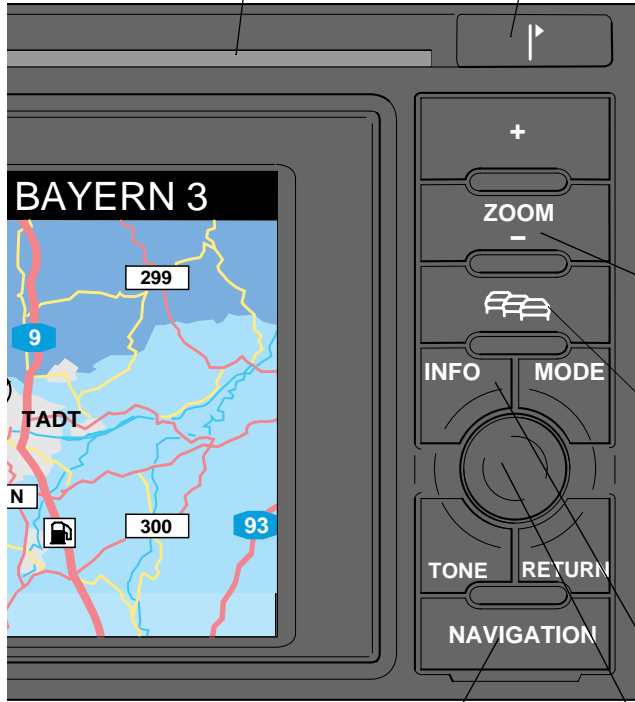 +
BAYERN 3
ZOOM
−
299
9
INFO MODE
TADT
N
300
93
TONE RETURN
NAVIGATION